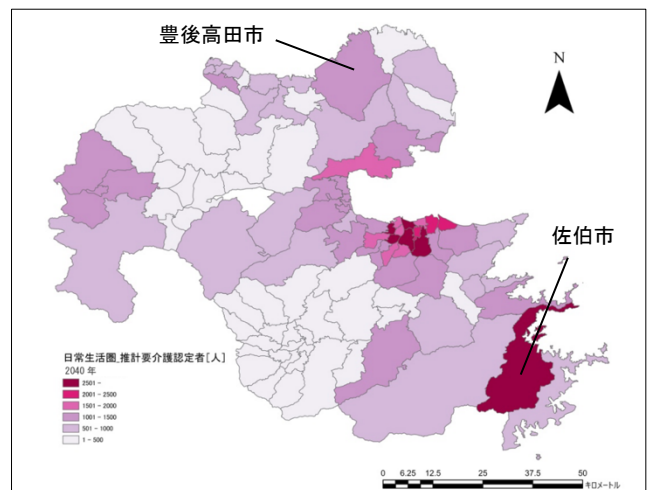 豊後高田市
N
佐伯市
日常生活圏_推計要介護認定者[人]
2040 年
2501 -
2001 - 2500
1501 - 2000
1001 - 1500
501 - 1000
1 - 500
0 6.25 12.5 25 37.5 50
キロメートル